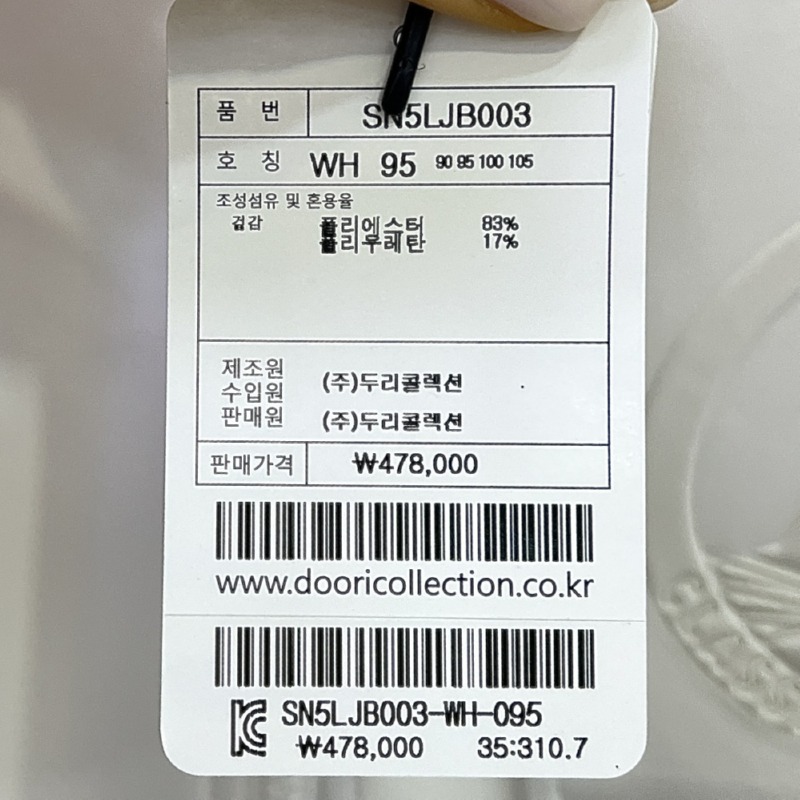 품 번 SN5LJB003
호 칭 WH 95 90 95 100 105
조성섬유 및 혼용율
겉감 폴리에스터 83%
폴리우레탄 17%
제조원
수입원 (주)두리콜렉션
판매원 (주)두리콜렉션
판매가격 ₩478,000
www.dooricollection.co.kr
SN5LJB003-WH-095
₩478,000 35:310.7